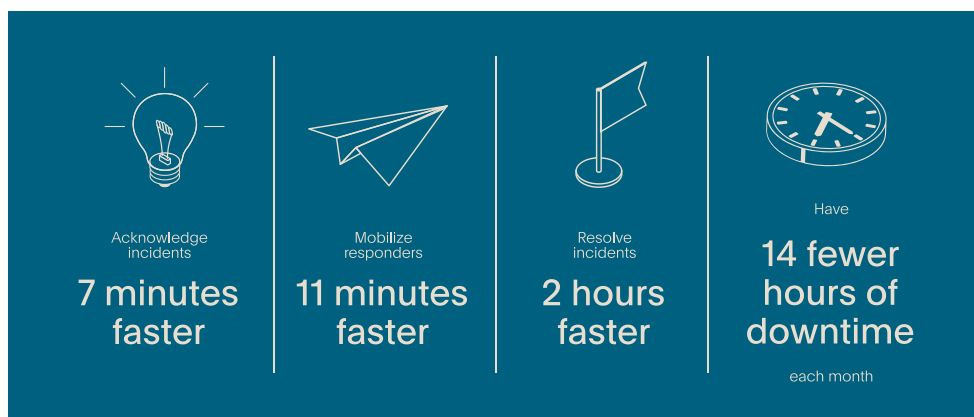 Acknowledge
incidents
7 minutes
faster
Mobilize
responders
11 minutes
faster
Resolve
incidents
2 hours
faster
Have
14 fewer
hours of
downtime
each month